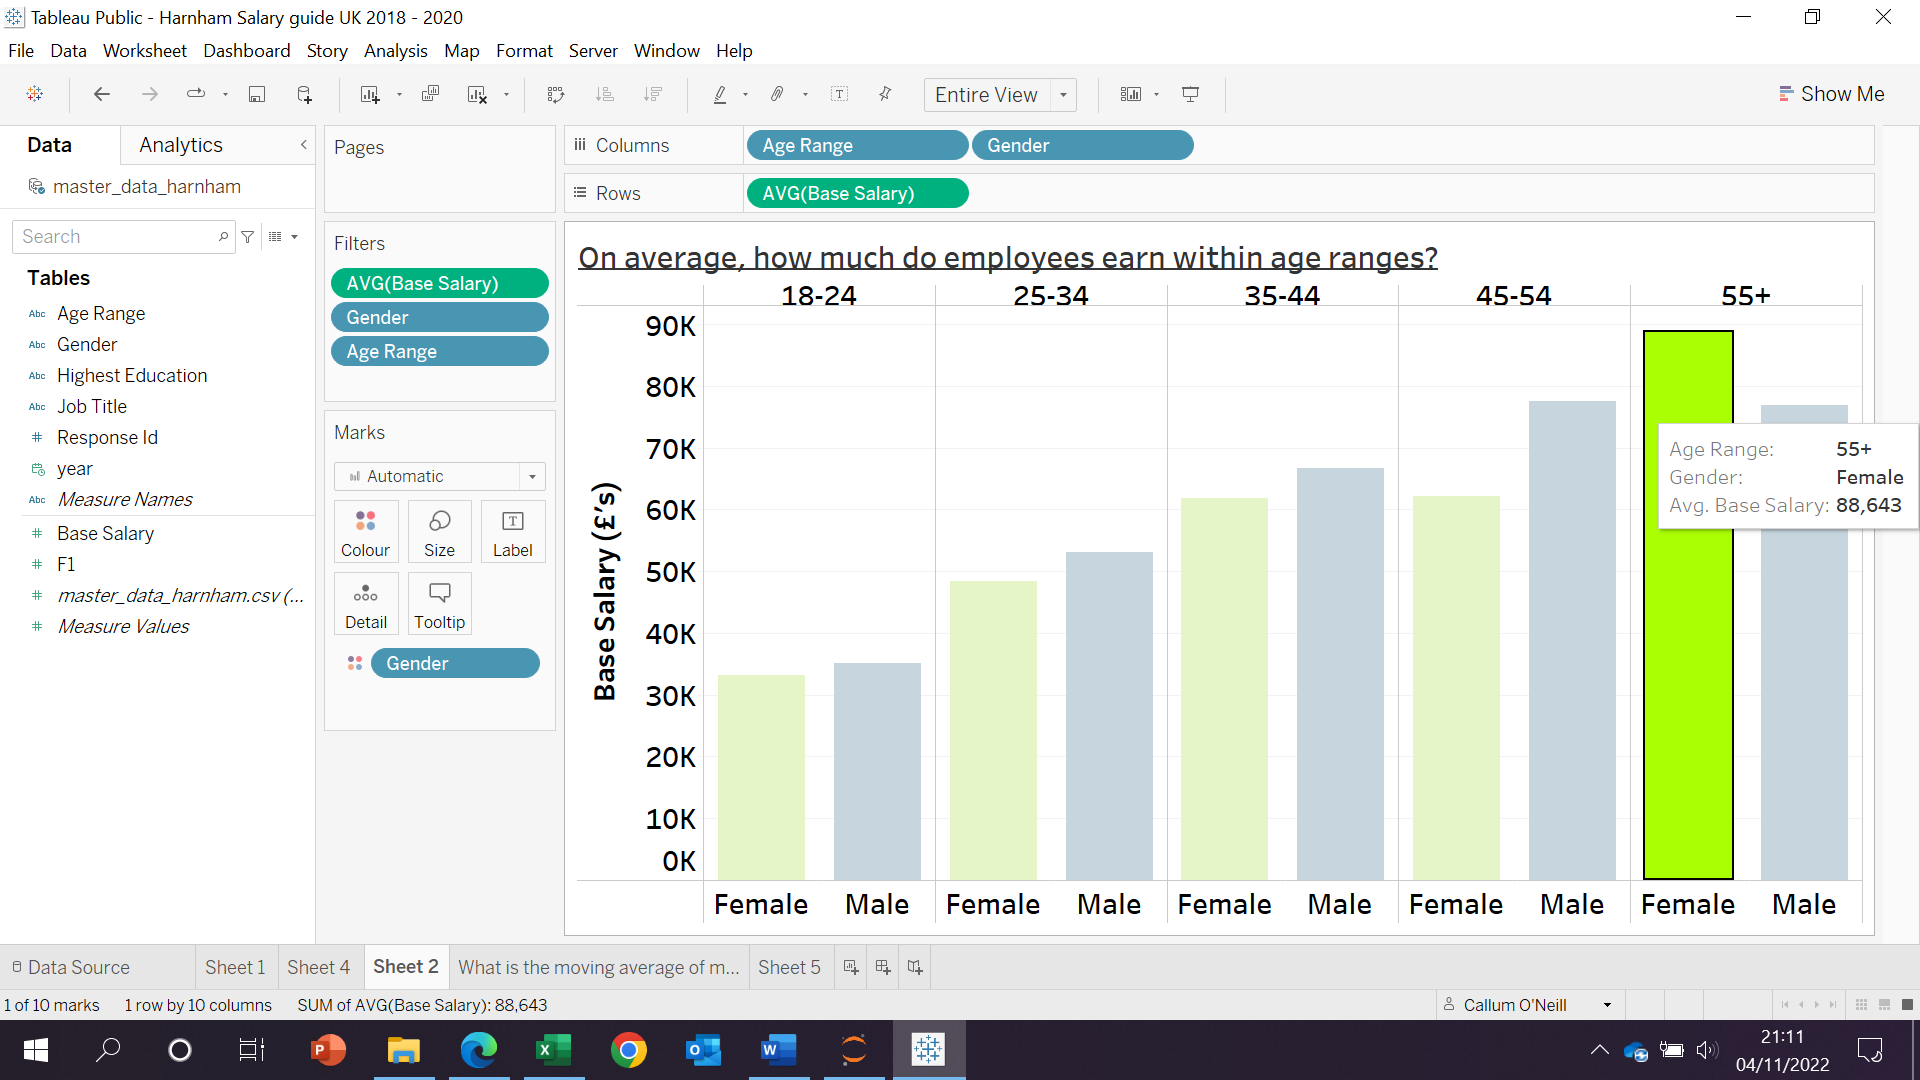 Tableau Public - Harnham Salary guide UK 2018 - 2020
File Data Worksheet Dashboard Story Analysis Map Format Server Window Help
Entire View
Show Me
Data Analytics
master_data_harnham
Search
Tables
Abc Age Range
Abc Gender
Abc Highest Education
Abc Job Title
# Response Id
year
Abc Measure Names
# Base Salary
# F1
# master_data_harnham.csv (...
# Measure Values
Pages
Filters
AVG(Base Salary)
Gender
Age Range
Marks
Automatic
Colour Size Label
Detail Tooltip
Gender
Columns Age Range Gender
Rows AVG(Base Salary)
On average, how much do employees earn within age ranges?
18-24 25-34 35-44 45-54 55+
Base Salary (£'s)
90K
80K
70K
60K
50K
40K
30K
20K
10K
0K
Age Range: 55+
Gender: Female
Avg. Base Salary: 88,643
Female Male Female Male Female Male Female Male Female Male
Data Source Sheet 1 Sheet 4 Sheet 2 What is the moving average of m... Sheet 5
1 of 10 marks 1 row by 10 columns SUM of AVG(Base Salary): 88,643
Callum O'Neill
21:11
04/11/2022